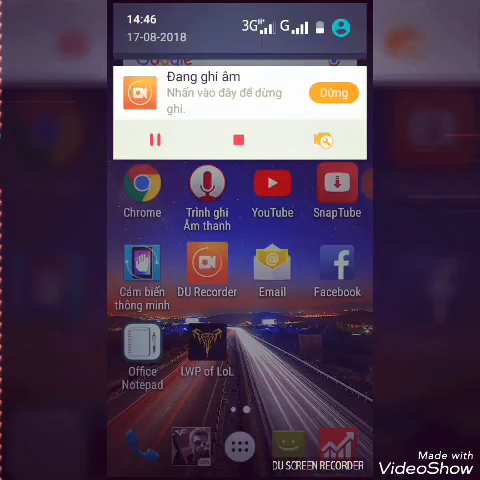 14:46
3G H+ G
17-08-2018
Google
Đang ghi âm
Nhấn vào đây để dừng
ghi.
Dừng
Chrome
Trình ghi
Âm thanh
YouTube
SnapTube
Cảm biến
thông minh
DU Recorder
Email
Facebook
Office
Notepad
LWP of LoL
DU SCREEN RECORDER
Made with
VideoShow